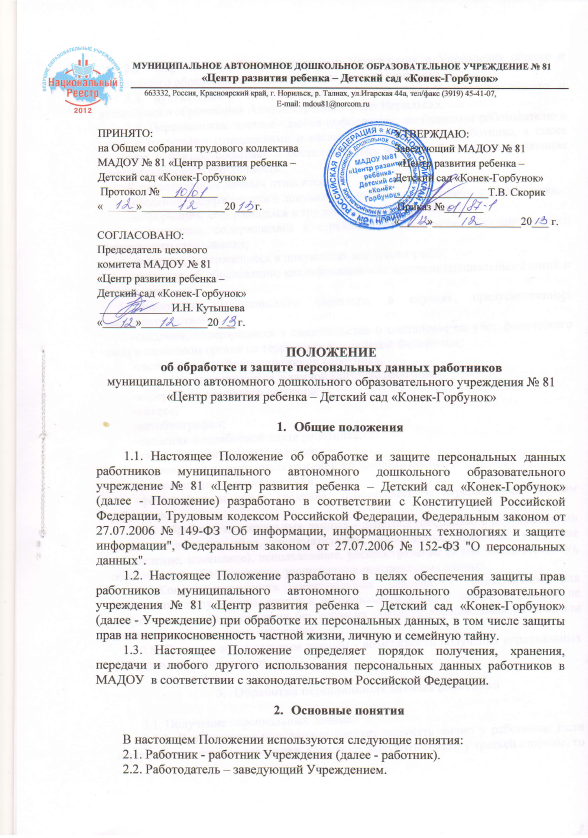 МУНИЦИПАЛЬНОЕ АВТОНОМНОЕ ДОШКОЛЬНОЕ ОБРАЗОВАТЕЛЬНОЕ УЧРЕЖДЕНИЕ № 81
«Центр развития ребенка – Детский сад «Конек-Горбунок»
663332, Россия, Красноярский край, г. Норильск, р. Талнах, ул.Игарская 44а, тел/факс (3919) 45-41-07,
E-mail: mdou81@norcom.ru
Национальный
Реестр
2012
ПРИНЯТО:
на Общем собрании трудового коллектива
МАДОУ № 81 «Центр развития ребенка –
Детский сад «Конек-Горбунок»
Протокол № 10/01
« 12 » 12 2013 г.
УТВЕРЖДАЮ:
Заведующий МАДОУ № 81
«Центр развития ребенка –
Детский сад «Конек-Горбунок»
Т.В. Скорик
Приказ № 01/87-1
« 12 » 12 2013 г.
МАДОУ №81
«Центр развития
ребенка-
Детский сад
«Конек-
Горбунок»
СОГЛАСОВАНО:
Председатель цехового
комитета МАДОУ № 81
«Центр развития ребенка –
Детский сад «Конек-Горбунок»
И.Н. Кутышева
« 12 » 12 2013 г.
ПОЛОЖЕНИЕ
об обработке и защите персональных данных работников
муниципального автономного дошкольного образовательного учреждения № 81
«Центр развития ребенка – Детский сад «Конек-Горбунок»
1. Общие положения
1.1. Настоящее Положение об обработке и защите персональных данных
работников муниципального автономного дошкольного образовательного
учреждение № 81 «Центр развития ребенка – Детский сад «Конек-Горбунок»
(далее - Положение) разработано в соответствии с Конституцией Российской
Федерации, Трудовым кодексом Российской Федерации, Федеральным законом от
27.07.2006 № 149-ФЗ "Об информации, информационных технологиях и защите
информации", Федеральным законом от 27.07.2006 № 152-ФЗ "О персональных
данных".
1.2. Настоящее Положение разработано в целях обеспечения защиты прав
работников муниципального автономного дошкольного образовательного
учреждения № 81 «Центр развития ребенка – Детский сад «Конек-Горбунок»
(далее - Учреждение) при обработке их персональных данных, в том числе защиты
прав на неприкосновенность частной жизни, личную и семейную тайну.
1.3. Настоящее Положение определяет порядок получения, хранения,
передачи и любого другого использования персональных данных работников в
МАДОУ в соответствии с законодательством Российской Федерации.
2. Основные понятия
В настоящем Положении используются следующие понятия:
2.1. Работник - работник Учреждения (далее - работник).
2.2. Работодатель – заведующий Учреждением.